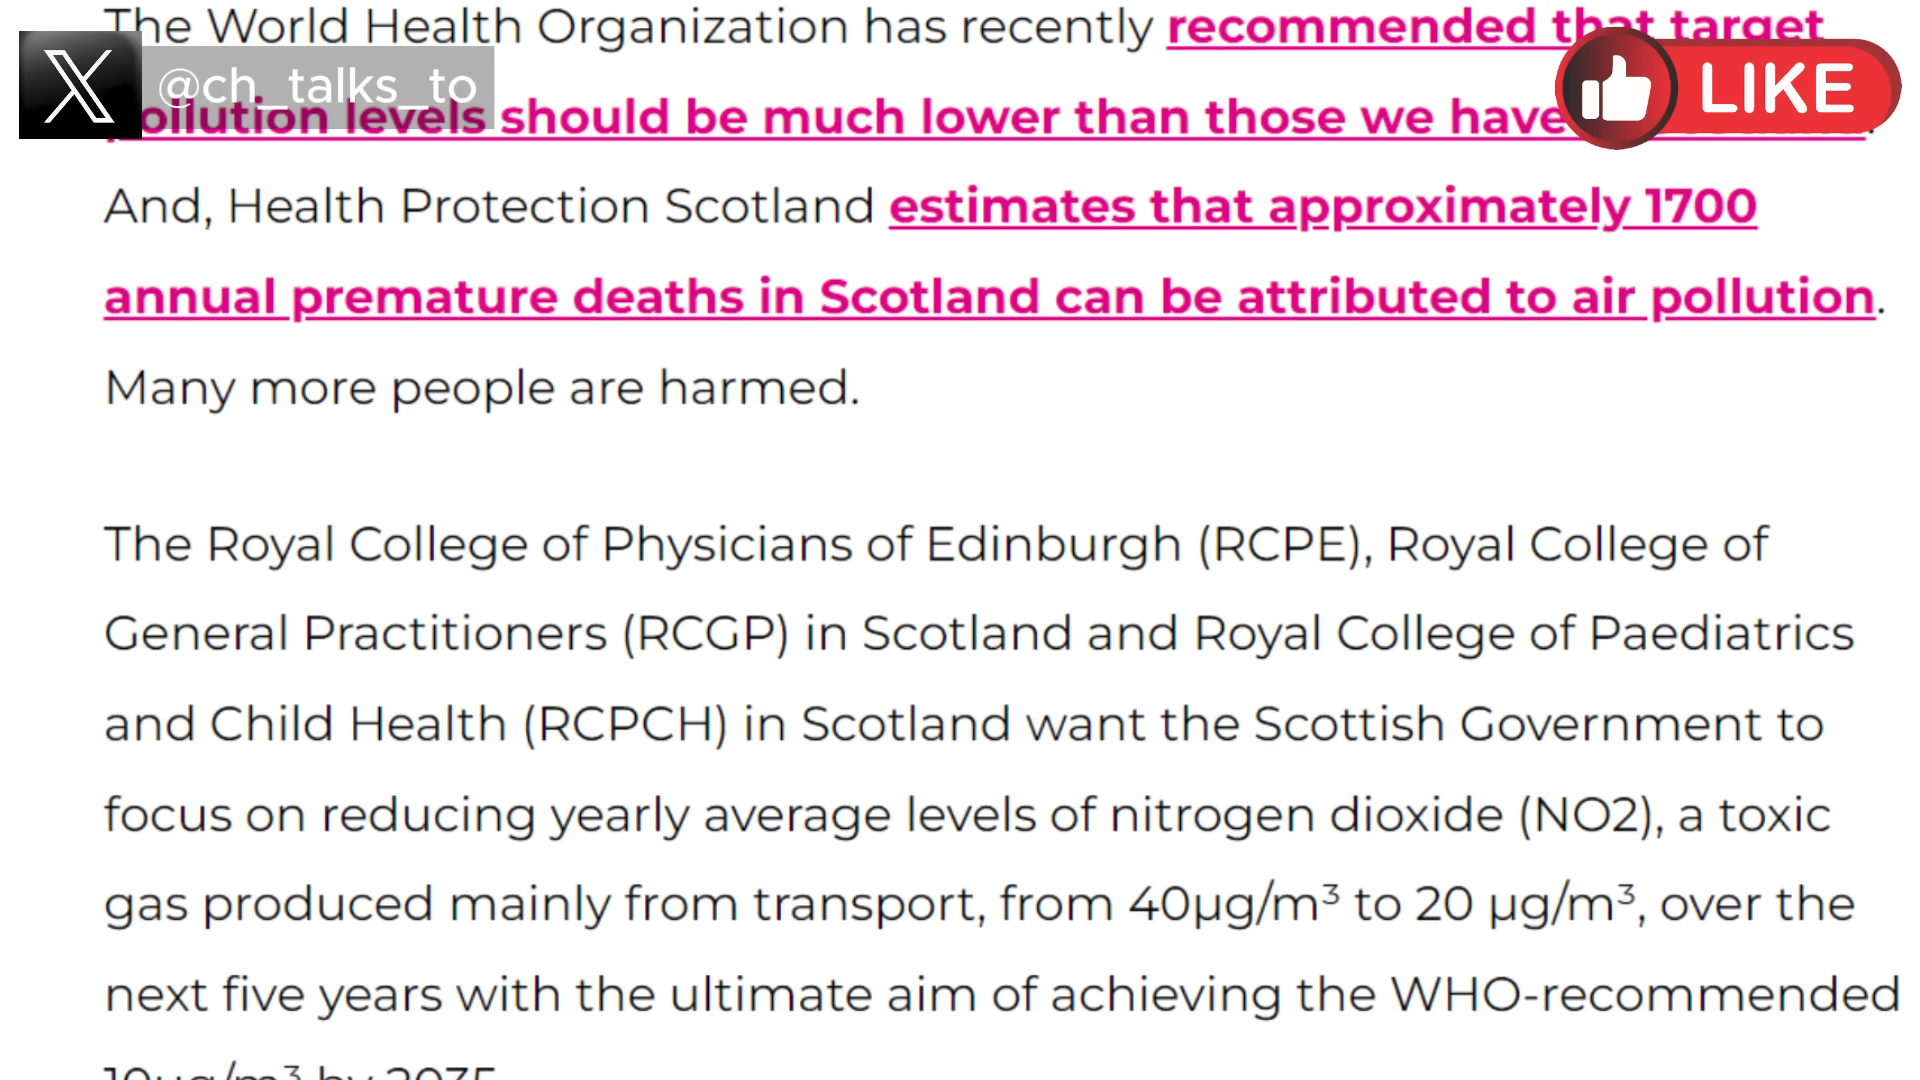 The World Health Organization has recently recommended that target
@ch_talks_to
LIKE
pollution levels should be much lower than those we have
And, Health Protection Scotland estimates that approximately 1700
annual premature deaths in Scotland can be attributed to air pollution.
Many more people are harmed.
The Royal College of Physicians of Edinburgh (RCPE), Royal College of
General Practitioners (RCGP) in Scotland and Royal College of Paediatrics
and Child Health (RCPCH) in Scotland want the Scottish Government to
focus on reducing yearly average levels of nitrogen dioxide (NO2), a toxic
gas produced mainly from transport, from 40µg/m³ to 20 µg/m³, over the
next five years with the ultimate aim of achieving the WHO-recommended
10µg/m³ by 2035